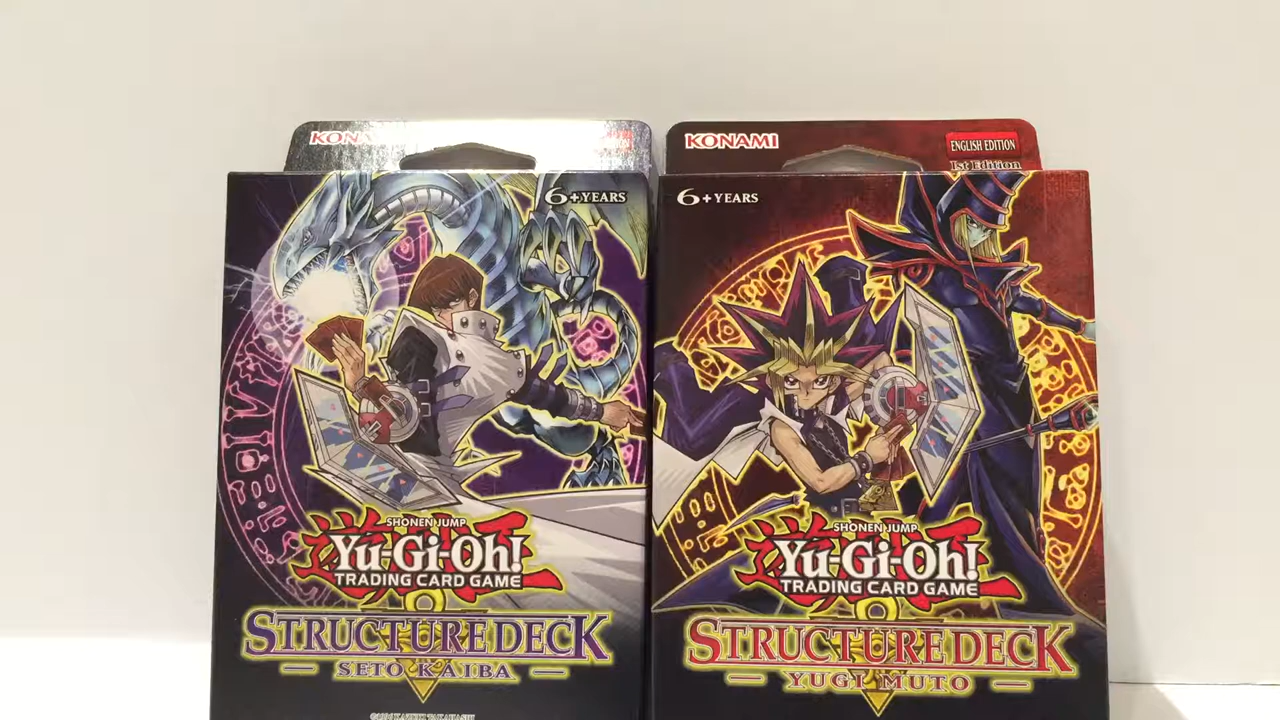 KONAMI
6+YEARS
SHONEN JUMP
Yu-Gi-Oh!
TRADING CARD GAME
STRUCTURE DECK
SETO KAIBA
KONAMI
ENGLISH EDITION
1st Edition
6+YEARS
SHONEN JUMP
Yu-Gi-Oh!
TRADING CARD GAME
STRUCTURE DECK
YUGI MUTO